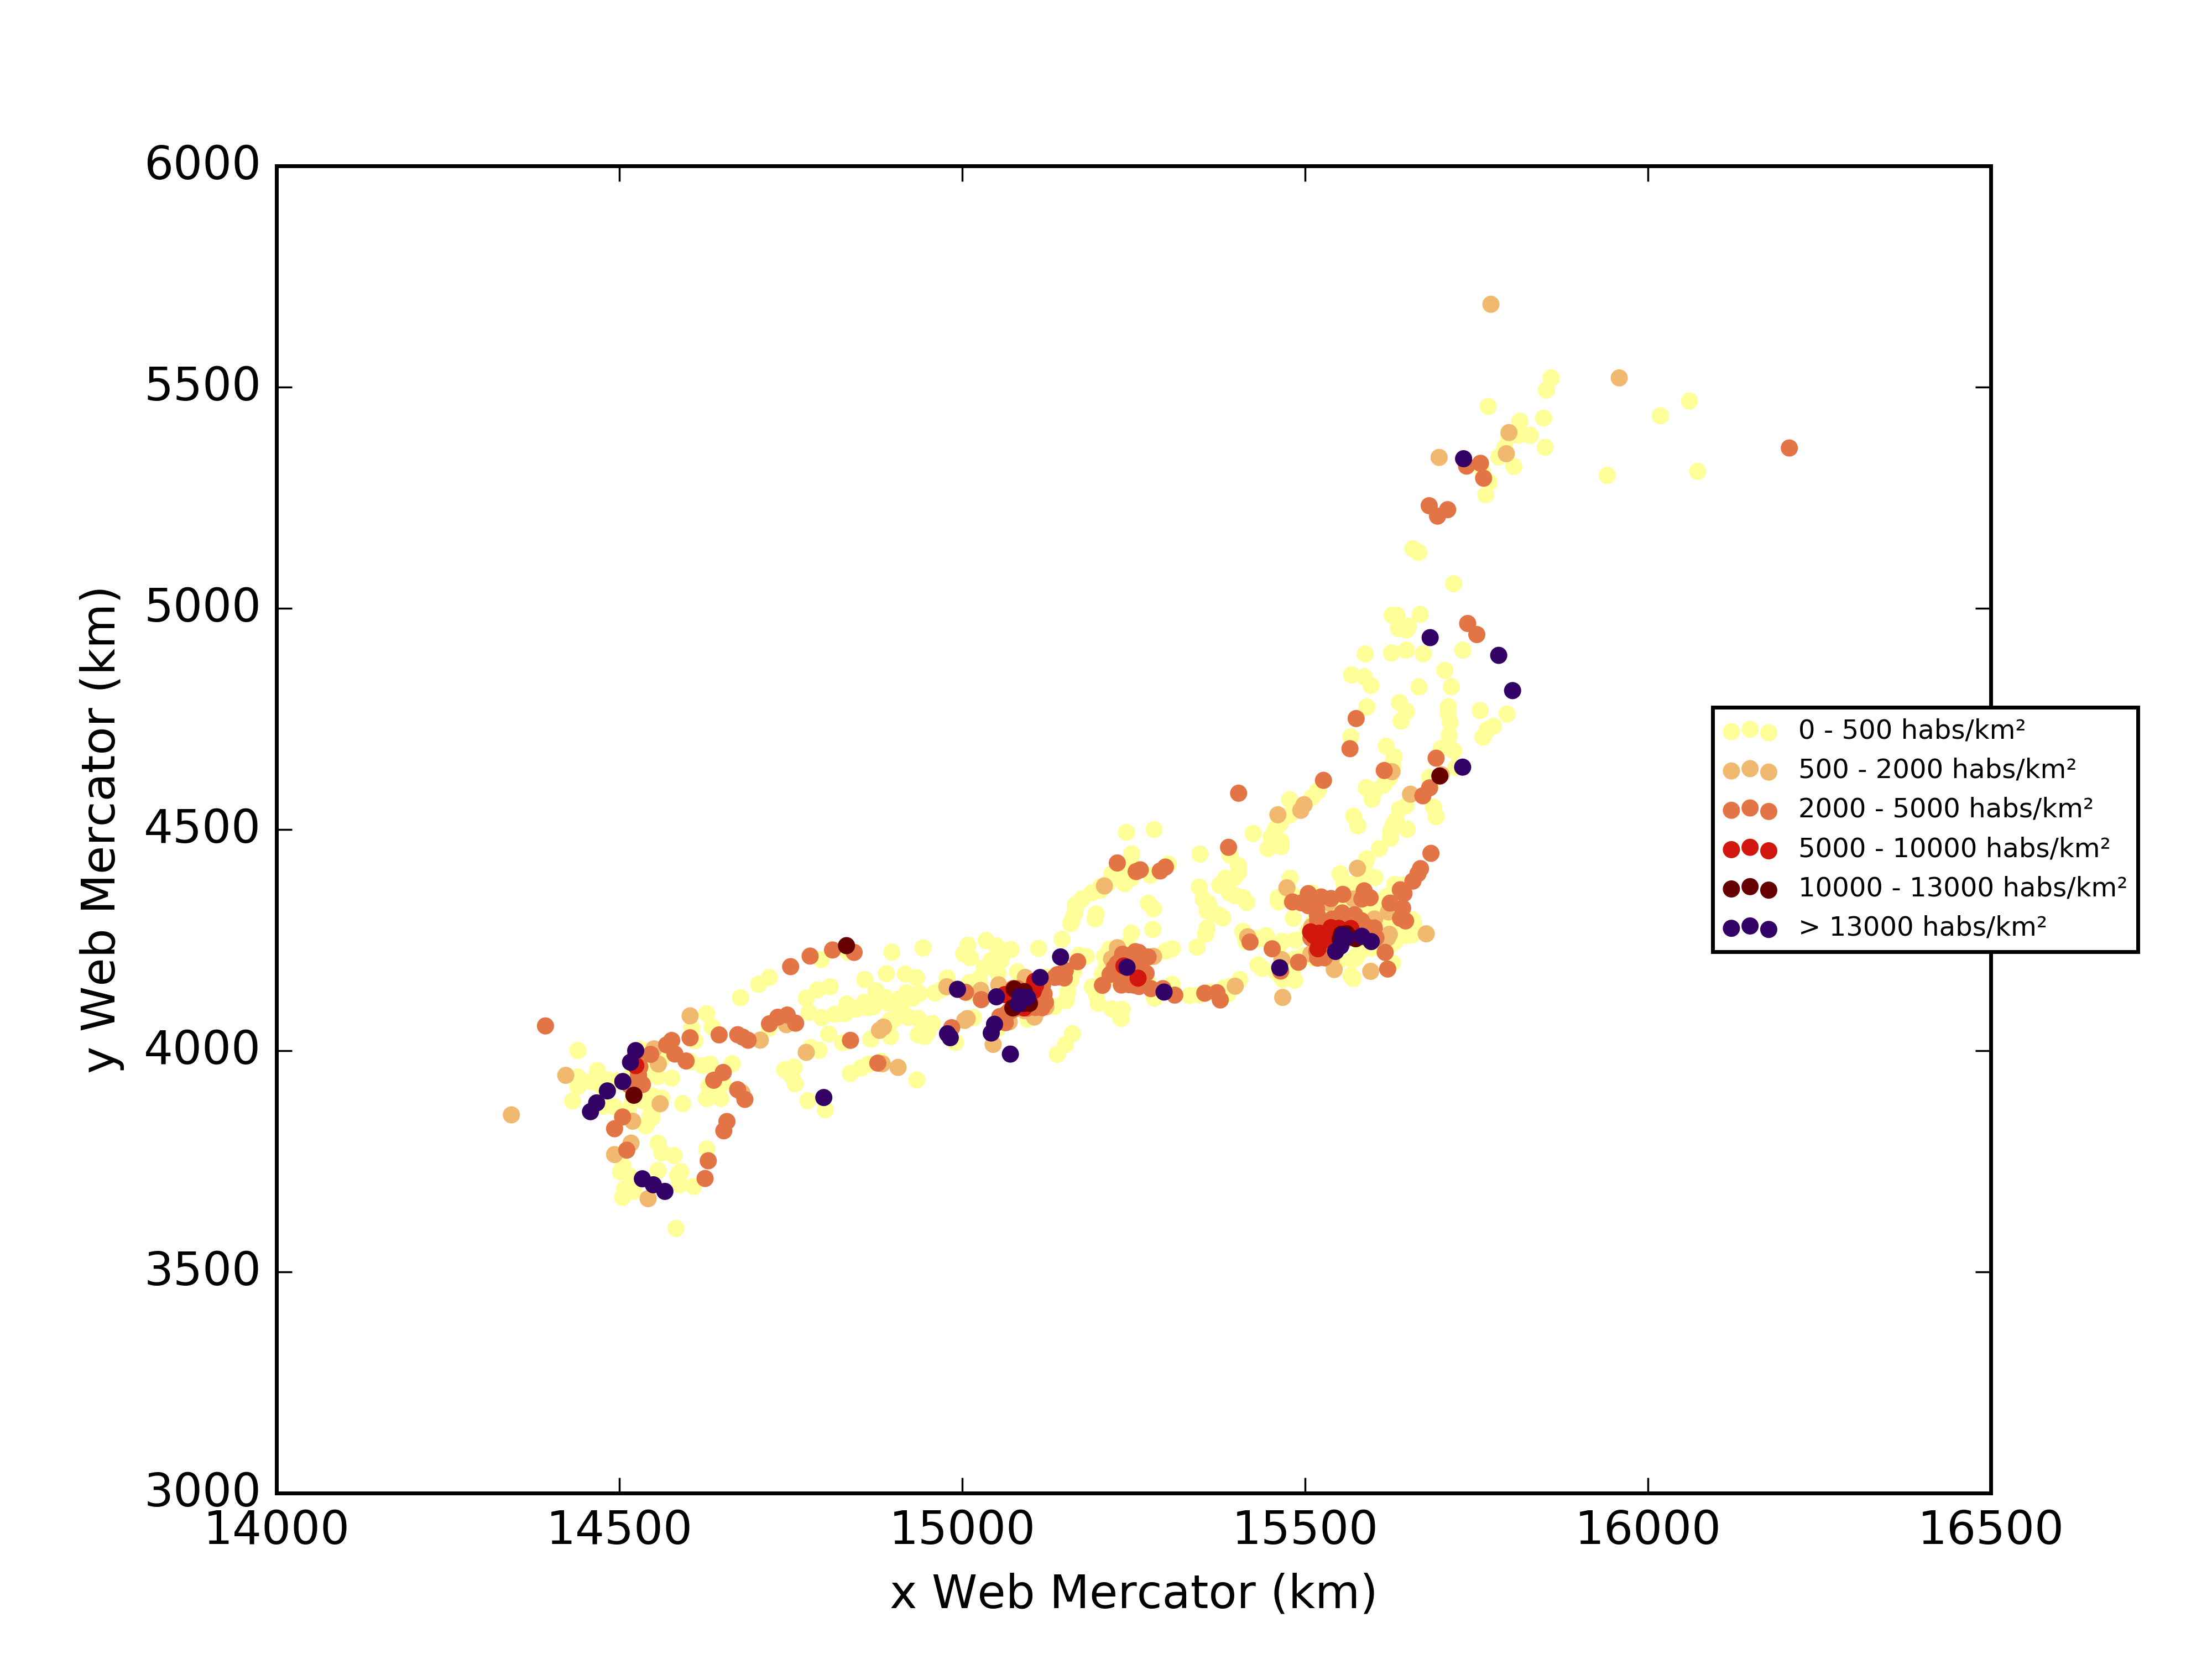 6000
5500
5000
4500
4000
3500
3000
y Web Mercator (km)
0 - 500 habs/km²
500 - 2000 habs/km²
2000 - 5000 habs/km²
5000 - 10000 habs/km²
10000 - 13000 habs/km²
> 13000 habs/km²
14000 14500 15000 15500 16000 16500
x Web Mercator (km)